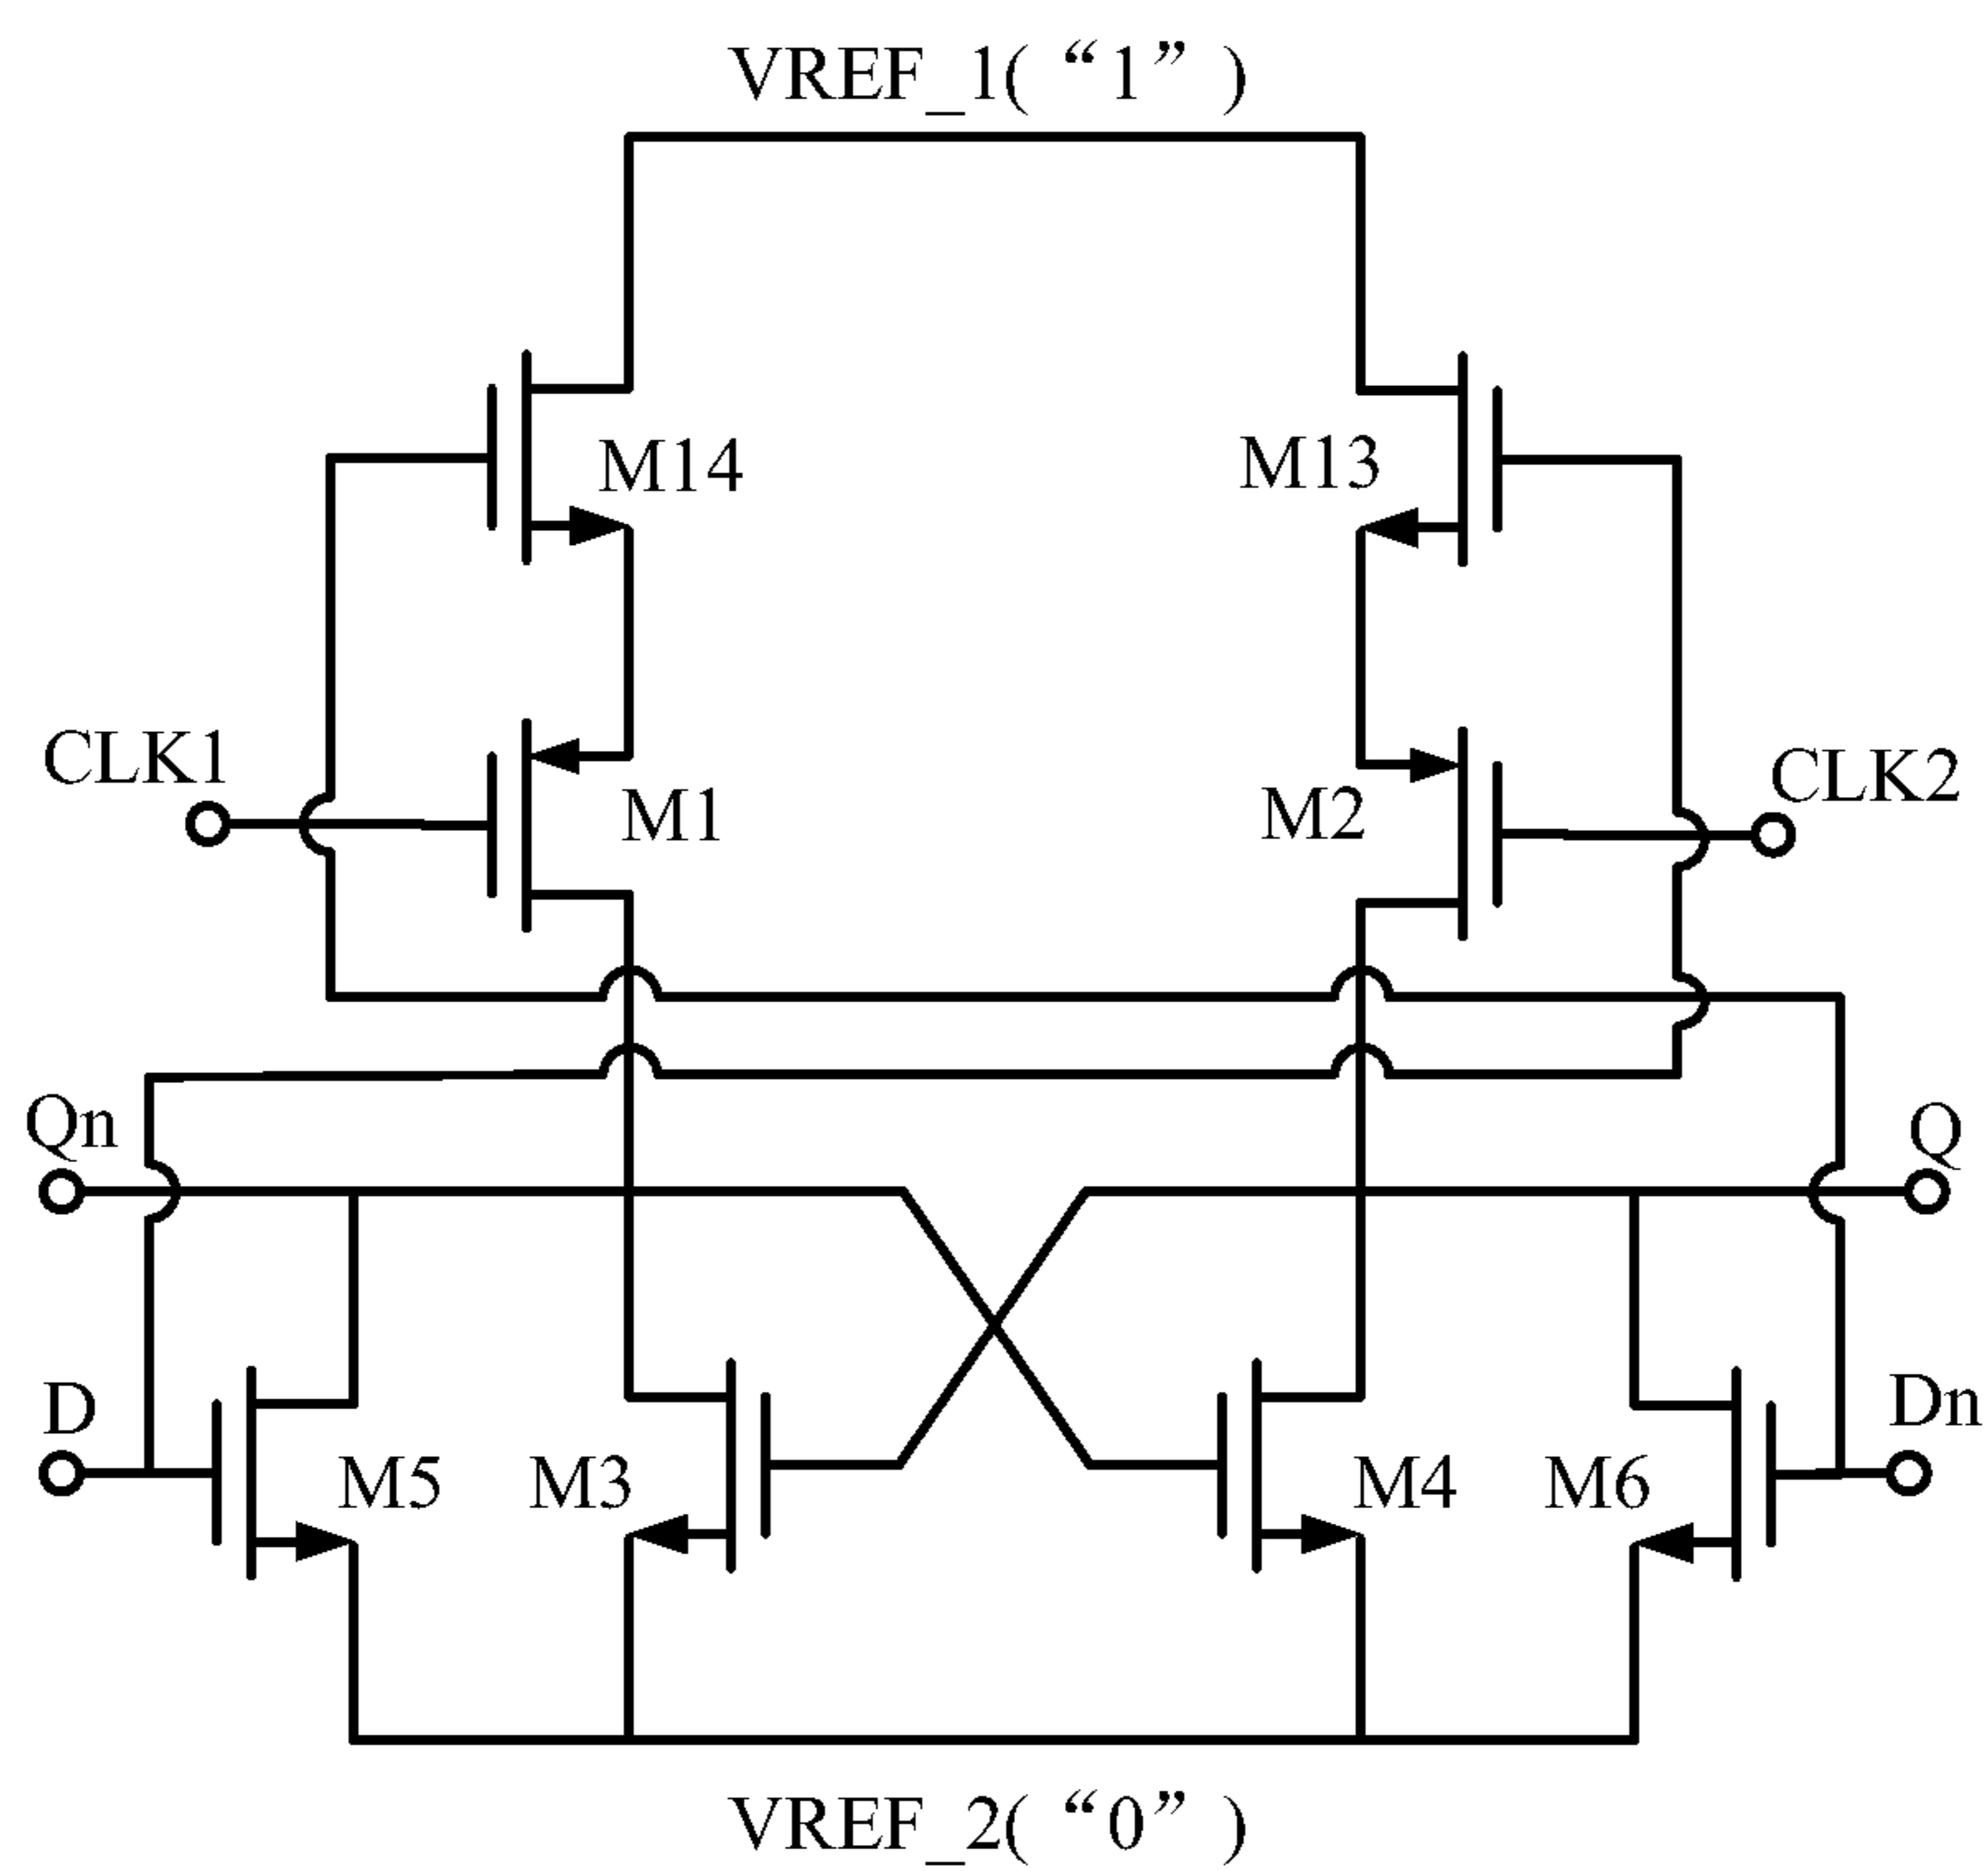 VREF_1( “1” )
M14
M13
CLK1
M1
M2
CLK2
Qn
Q
D
M5
M3
M4
M6
Dn
VREF_2( “0” )